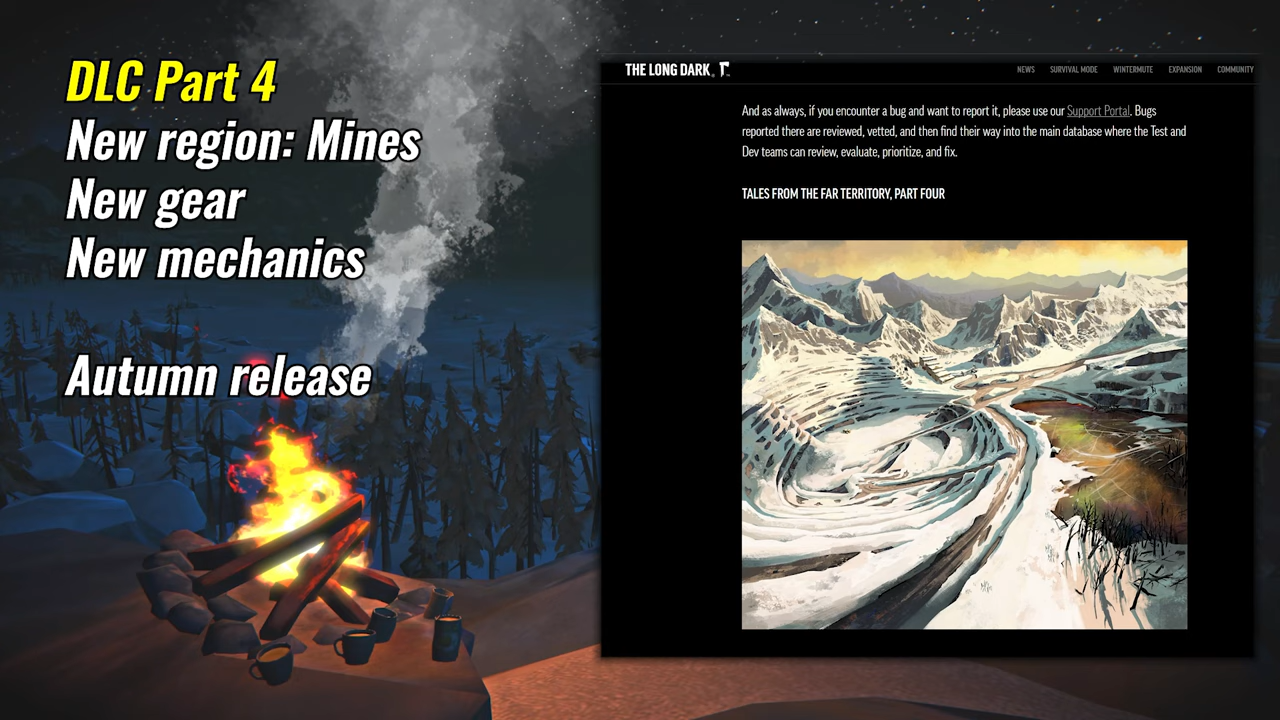 DLC Part 4
New region: Mines
New gear
New mechanics
Autumn release
THE LONG DARK
NEWS SURVIVAL MODE WINTERMUTE EXPANSION COMMUNITY
And as always, if you encounter a bug and want to report it, please use our Support Portal. Bugs
reported there are reviewed, vetted, and then find their way into the main database where the Test and
Dev teams can review, evaluate, prioritize, and fix.
TALES FROM THE FAR TERRITORY, PART FOUR